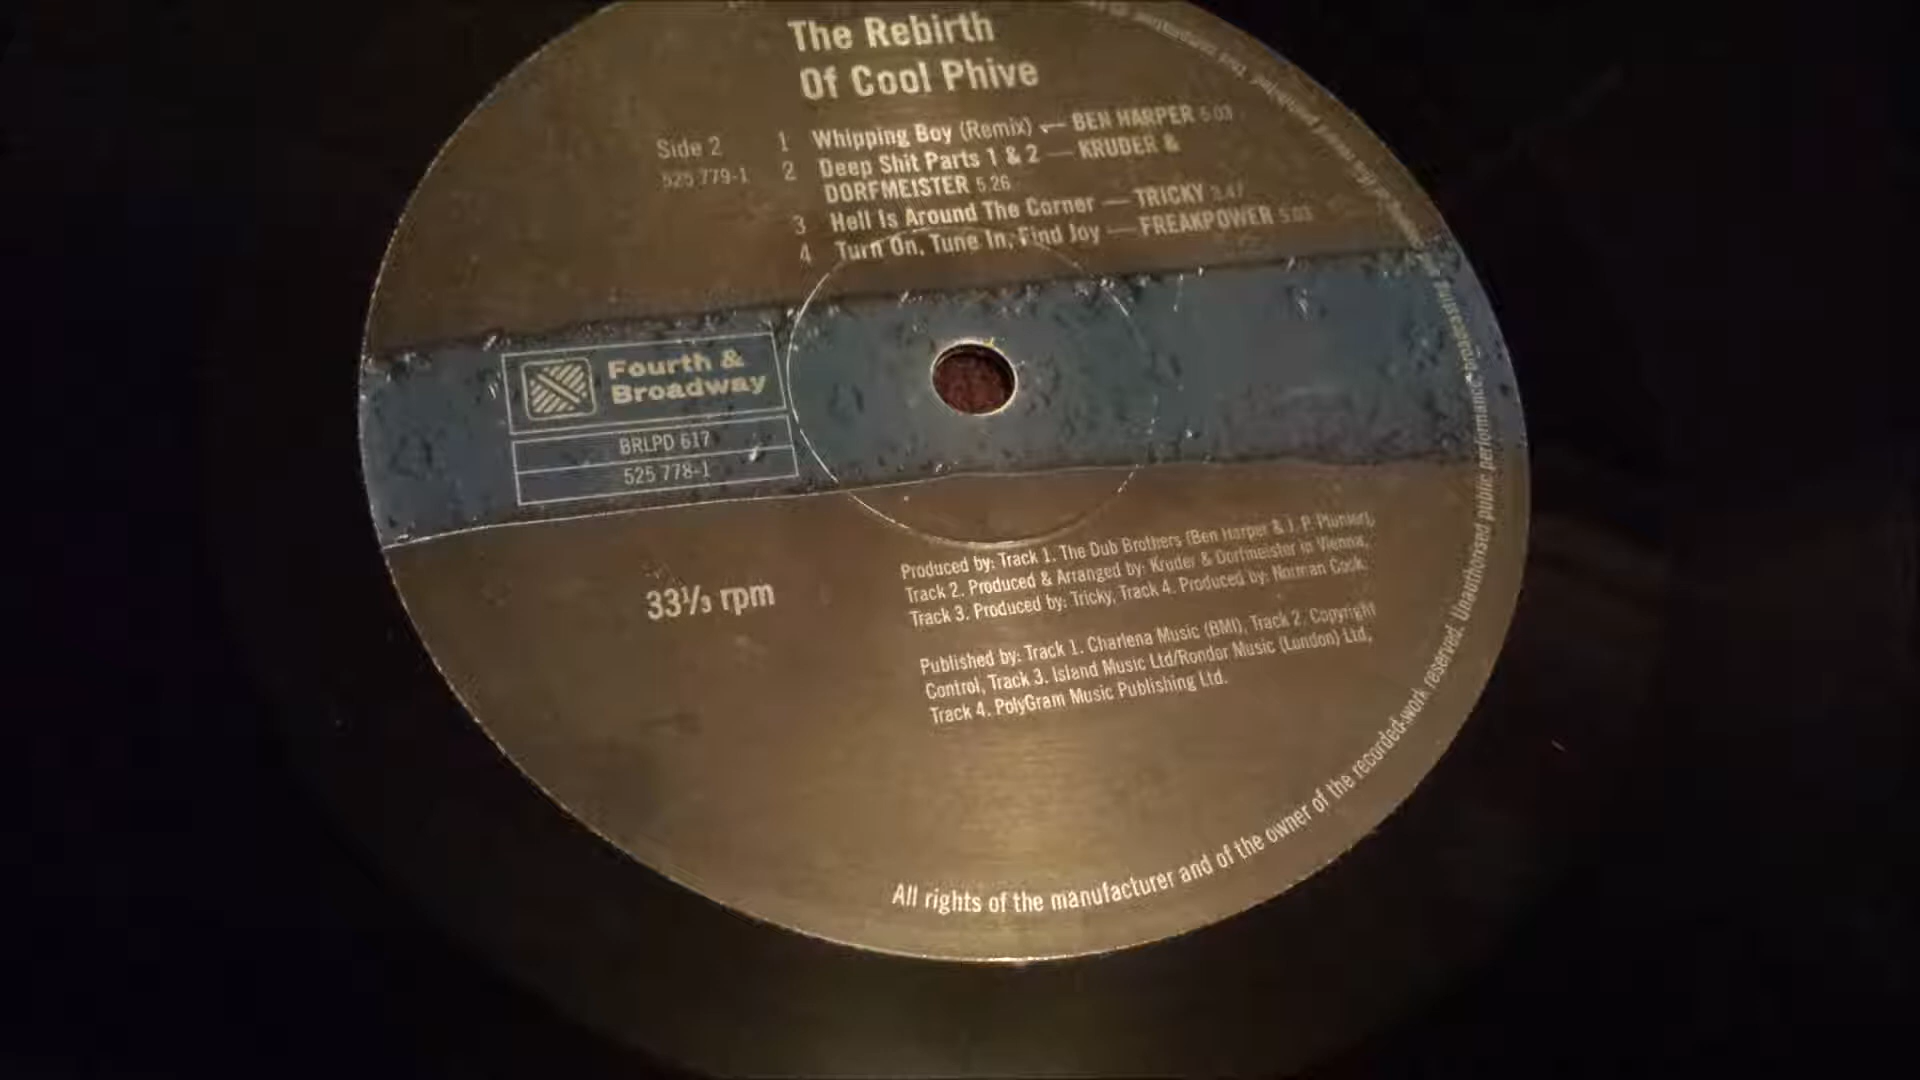 The Rebirth
Of Cool Phive
Side 2
525 779-1
1 Whipping Boy (Remix) — BEN HARPER 5.03
2 Deep Shit Parts 1 & 2 — KRUDER &
DORFMEISTER 5.26
3 Hell Is Around The Corner — TRICKY 3.47
4 Turn On, Tune In, Find Joy — FREAKPOWER 5.03
Fourth &
Broadway
BRLPD 617
525 778-1
33⅓ rpm
Produced by: Track 1. The Dub Brothers (Ben Harper & J. P. Plunier),
Track 2. Produced & Arranged by: Kruder & Dorfmeister in Vienna,
Track 3. Produced by: Tricky, Track 4. Produced by: Norman Cook.
Published by: Track 1. Charlena Music (BMI), Track 2. Copyright
Control, Track 3. Island Music Ltd/Rondor Music (London) Ltd,
Track 4. PolyGram Music Publishing Ltd.
All rights of the manufacturer and of the owner of the recorded work reserved. Unauthorised public performance broadcasting